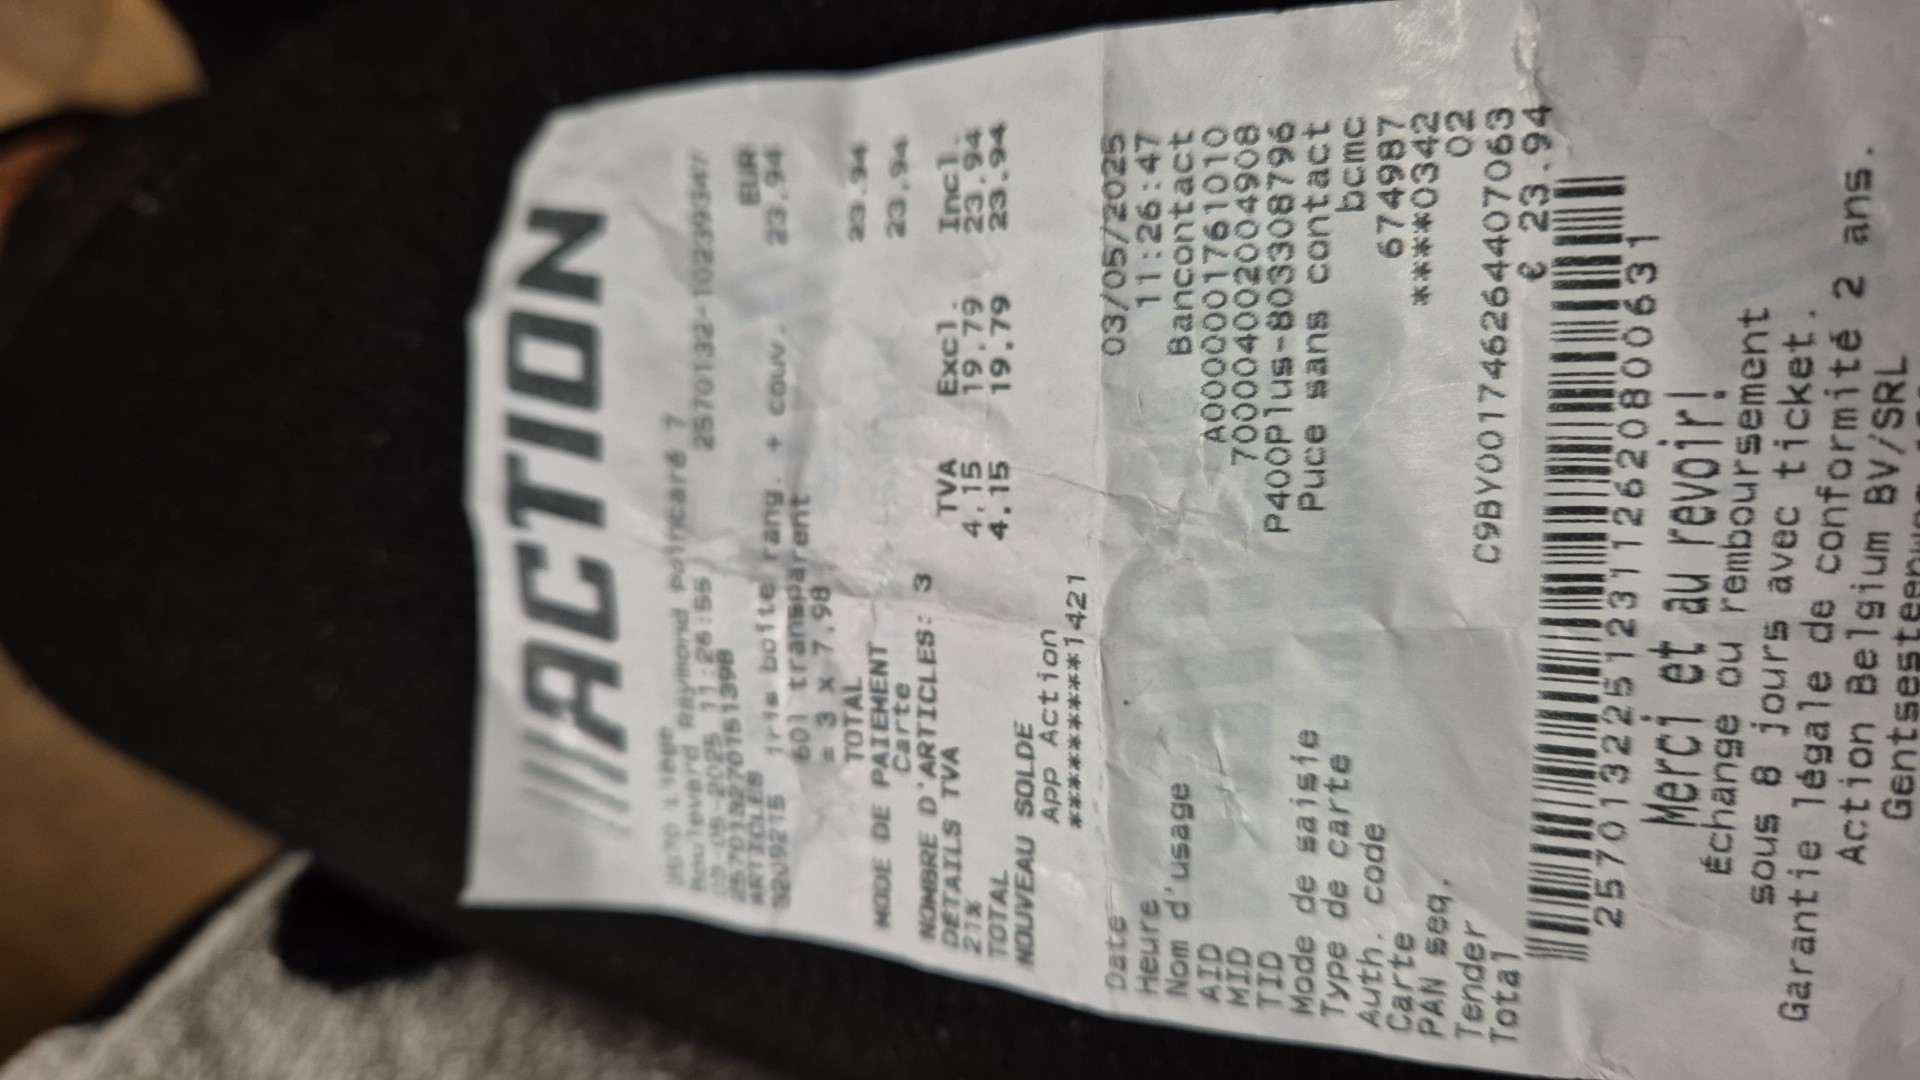 ACTION
Boulevard Raymond Poincaré 7
03-05-2025 11:26:55 2570132-102393947
ARTICLES EUR
iris boîte rang. + couv. 23.94
60l transparent
= 3 x 7.98
TOTAL 23.94
MODE DE PAIEMENT
Carte 23.94
NOMBRE D'ARTICLES: 3
DÉTAILS TVA TVA Excl. Incl.
21% 4.15 19.79 23.94
TOTAL 4.15 19.79 23.94
NOUVEAU SOLDE
APP Action
Date 03/05/2025
Heure 11:26:47
Nom d'usage Bancontact
AID A0000001761010
MID 700004002004908
TID P400Plus-803308796
Mode de saisie Puce sans contact
Type de carte bcmc
Auth. code 674987
Carte ****0342
PAN seq. 02
Tender C9BY001746264407063
Total € 23.94
Merci et au revoir!
Échange ou remboursement
sous 8 jours avec ticket.
Garantie légale de conformité 2 ans.
Action Belgium BV/SRL